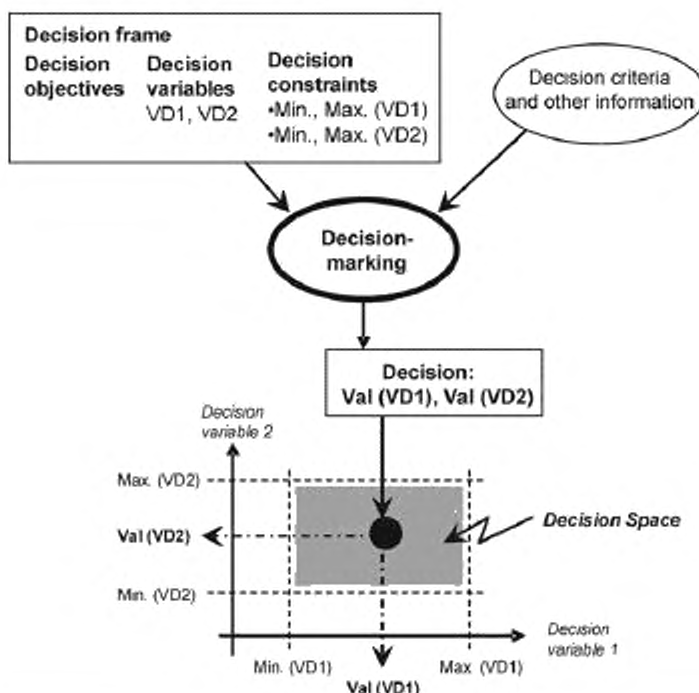 Decision frame
Decision
objectives
Decision
variables
VD1, VD2
Decision
constraints
•Min., Max. (VD1)
•Min., Max. (VD2)
Decision criteria
and other information
Decision-
marking
Decision:
Val (VD1), Val (VD2)
Decision
variable 2
Max. (VD2)
Val (VD2)
Min. (VD2)
Decision Space
Decision
variable 1
Min. (VD1)
Max (VD1)
Val (VD1)